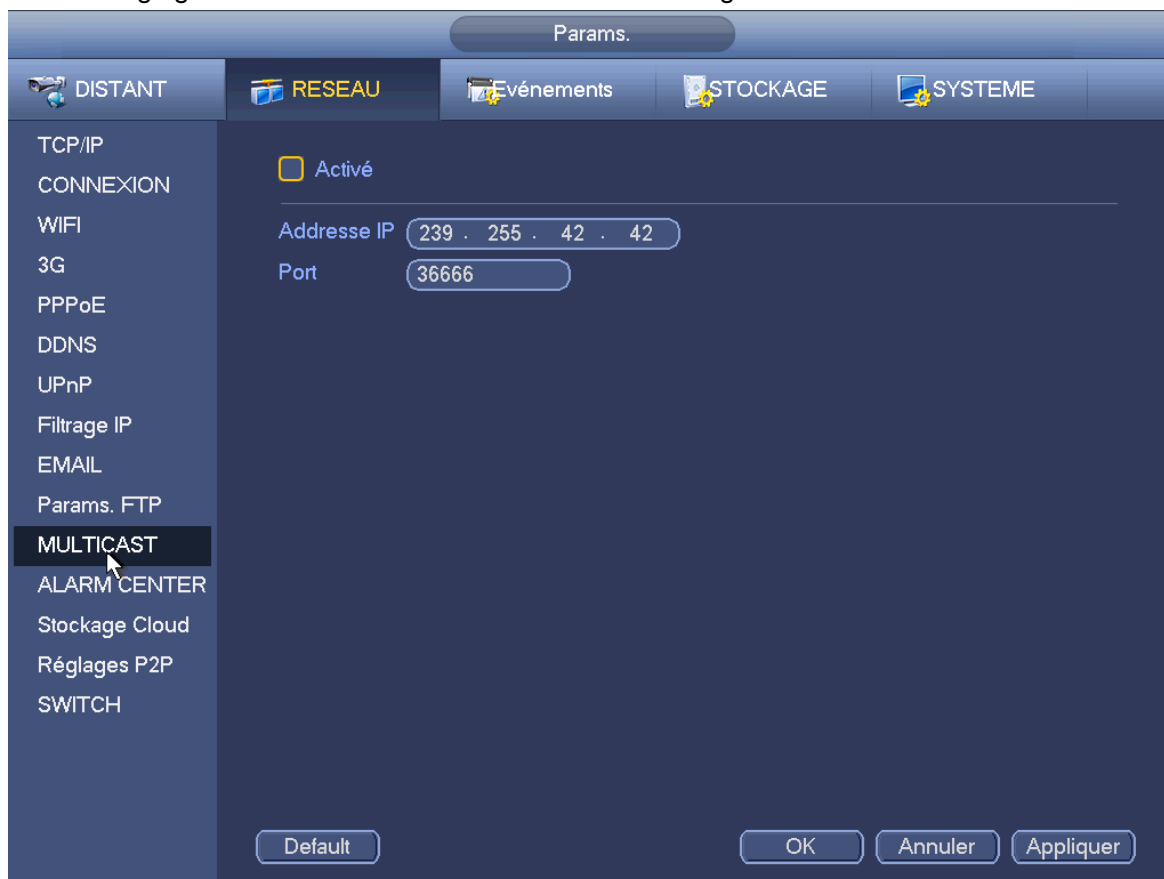 Params.
DISTANT
RESEAU
Evénements
STOCKAGE
SYSTEME
TCP/IP
CONNEXION
WIFI
3G
PPPoE
DDNS
UPnP
Filtrage IP
EMAIL
Params. FTP
MULTICAST
ALARM CENTER
Stockage Cloud
Réglages P2P
SWITCH
Activé
Addresse IP 239 . 255 . 42 . 42
Port 36666
Default
OK
Annuler
Appliquer